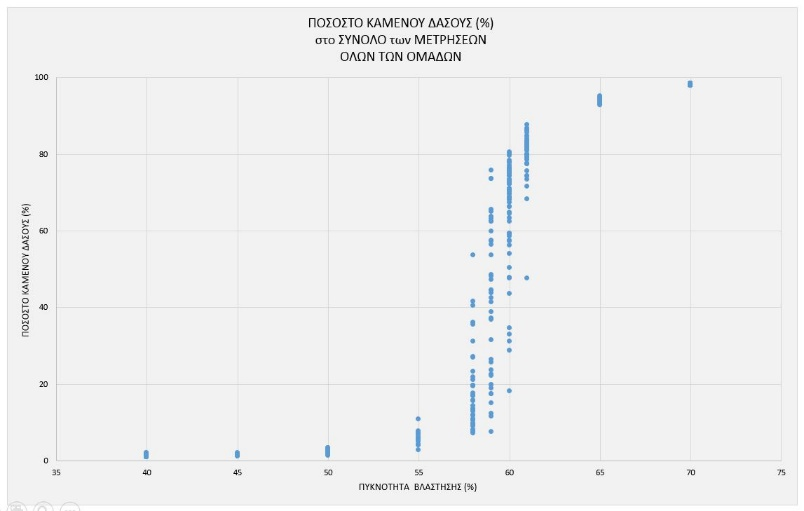 ΠΟΣΟΣΤΟ ΚΑΜΕΝΟΥ ΔΑΣΟΥΣ (%)
στο ΣΥΝΟΛΟ των ΜΕΤΡΗΣΕΩΝ
ΟΛΩΝ ΤΩΝ ΟΜΑΔΩΝ
ΠΟΣΟΣΤΟ ΚΑΜΕΝΟΥ ΔΑΣΟΥΣ (%)
100
80
60
40
20
0
35 40 45 50 55 60 65 70 75
ΠΥΚΝΟΤΗΤΑ ΒΛΑΣΤΗΣΗΣ (%)